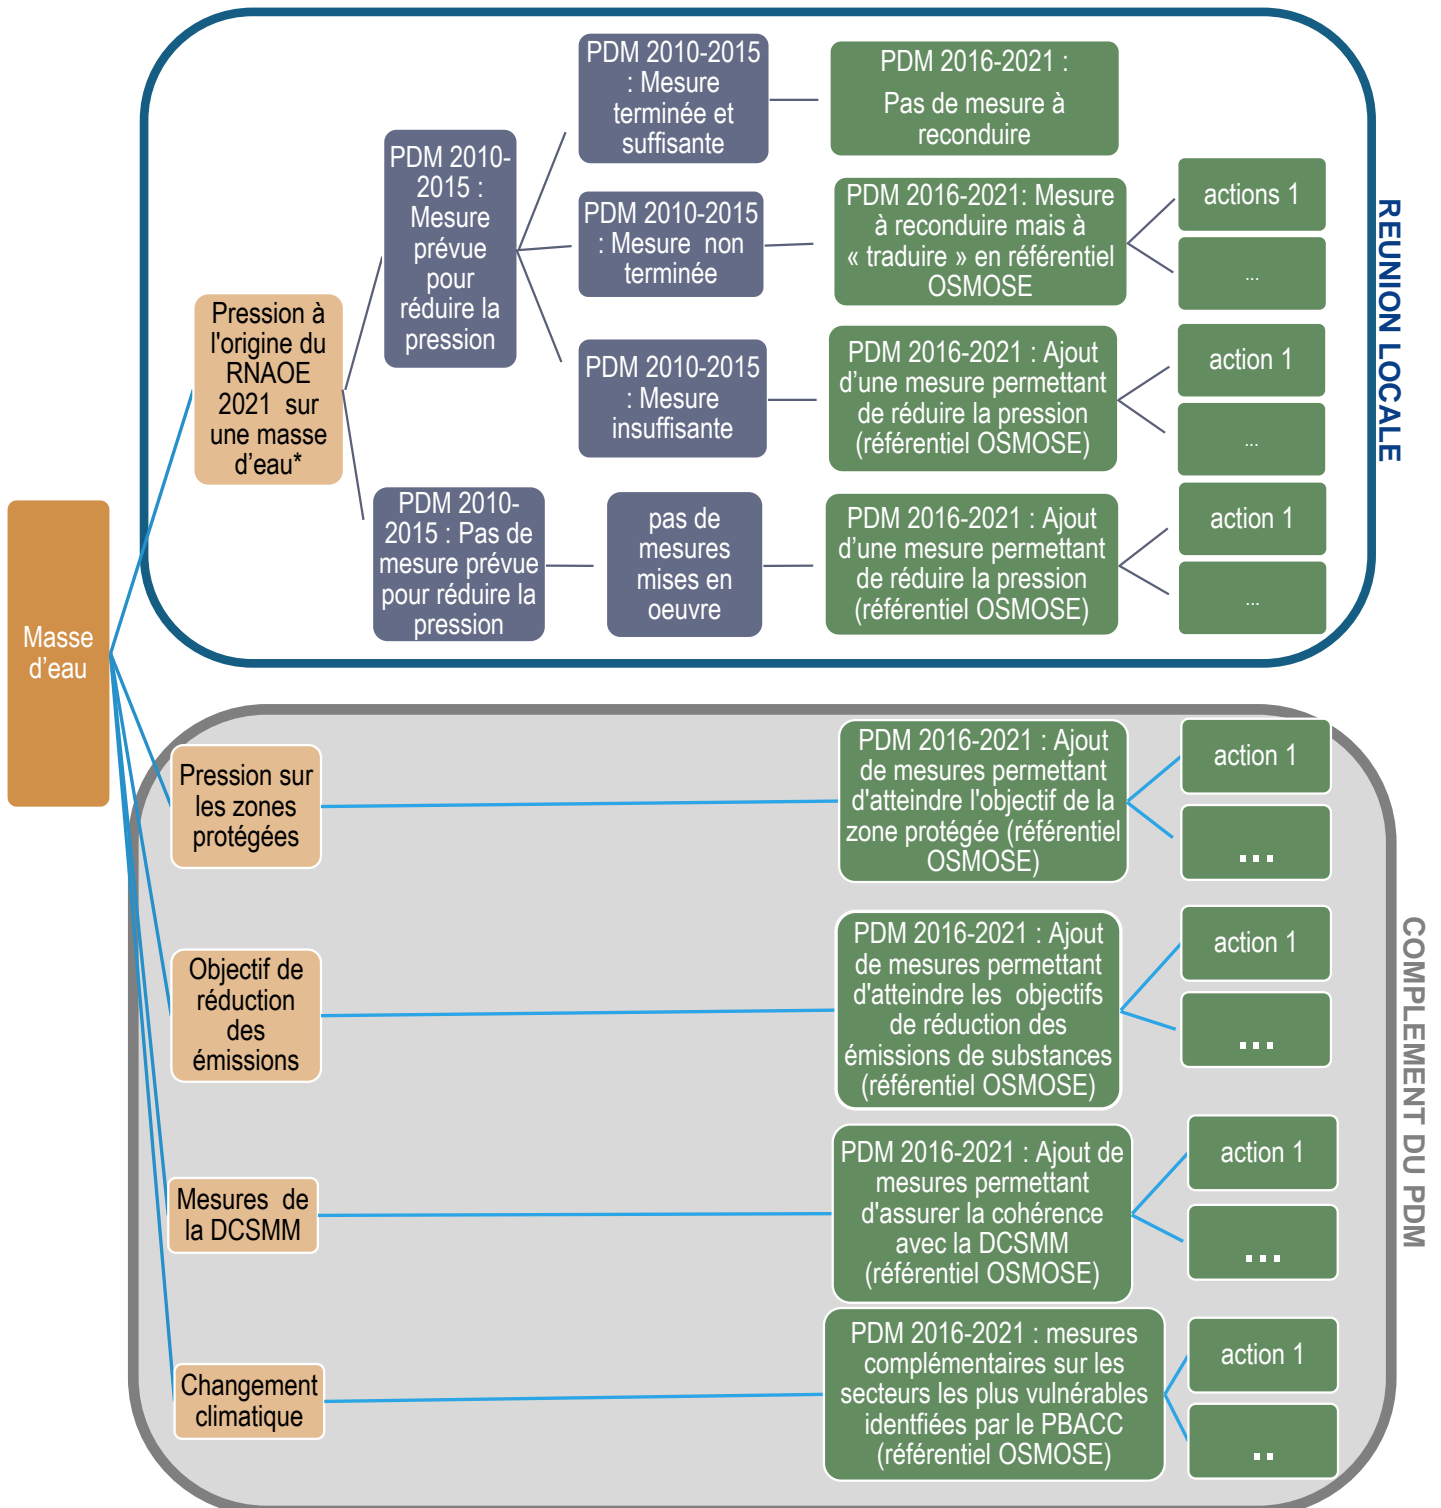 Masse
d’eau
Pression à
l'origine du
RNAOE
2021 sur
une masse
d’eau*
PDM 2010-
2015 :
Mesure
prévue
pour
réduire la
pression
PDM 2010-2015
: Mesure
terminée et
suffisante
PDM 2016-2021 :
Pas de mesure à
reconduire
PDM 2010-2015
: Mesure non
terminée
PDM 2016-2021: Mesure
à reconduire mais à
« traduire » en référentiel
OSMOSE
actions 1
...
PDM 2010-2015
: Mesure
insuffisante
PDM 2016-2021 : Ajout
d’une mesure permettant
de réduire la pression
(référentiel OSMOSE)
action 1
...
PDM 2010-
2015 : Pas de
mesure prévue
pour réduire la
pression
pas de
mesures
mises en
oeuvre
PDM 2016-2021 : Ajout
d’une mesure permettant
de réduire la pression
(référentiel OSMOSE)
action 1
...
REUNION LOCALE
Pression sur
les zones
protégées
PDM 2016-2021 : Ajout
de mesures permettant
d'atteindre l'objectif de la
zone protégée (référentiel
OSMOSE)
action 1
...
Objectif de
réduction
des
émissions
PDM 2016-2021 : Ajout
de mesures permettant
d'atteindre les objectifs
de réduction des
émissions de substances
(référentiel OSMOSE)
action 1
...
Mesures de
la DCSMM
PDM 2016-2021 : Ajout de
mesures permettant
d'assurer la cohérence
avec la DCSMM
(référentiel OSMOSE)
action 1
...
Changement
climatique
PDM 2016-2021 : mesures
complémentaires sur les
secteurs les plus vulnérables
identfiées par le PBACC
(référentiel OSMOSE)
action 1
..
COMPLEMENT DU PDM